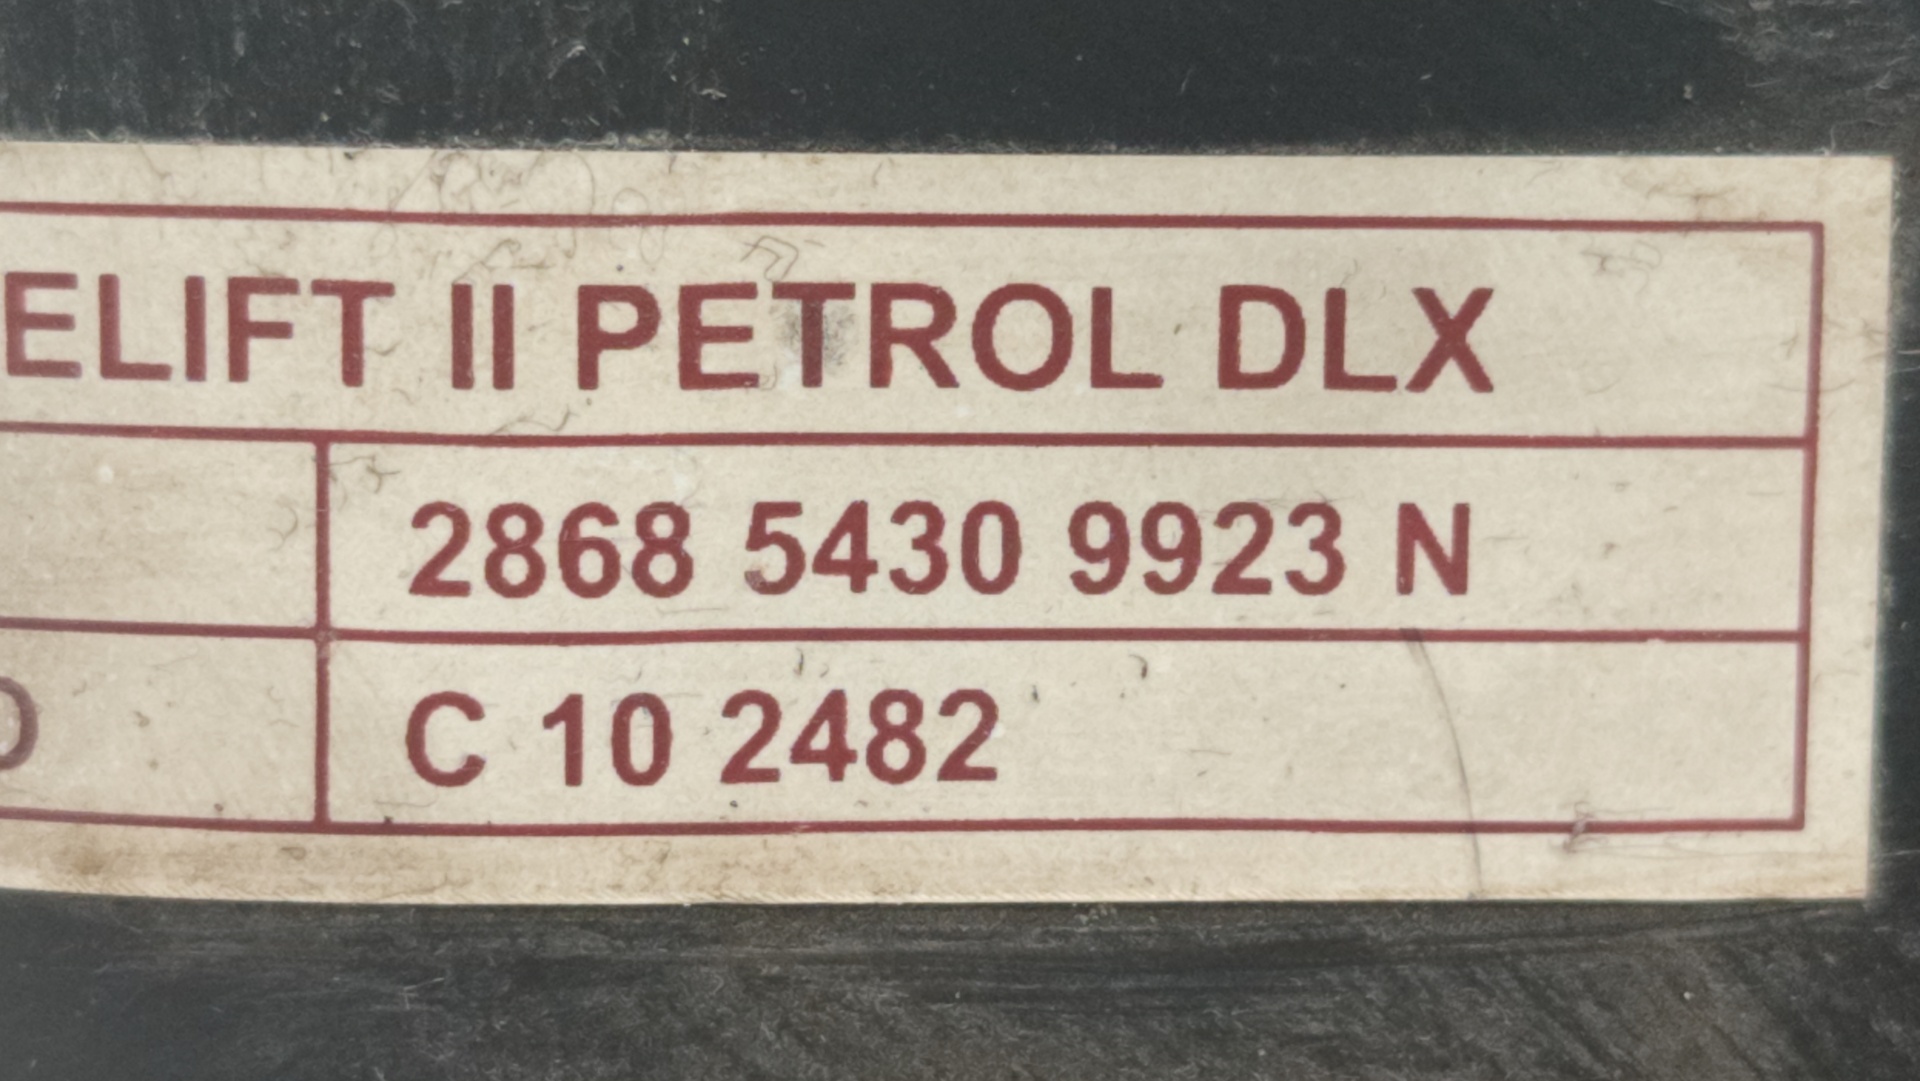 ELIFT II PETROL DLX
2868 5430 9923 N
C 10 2482